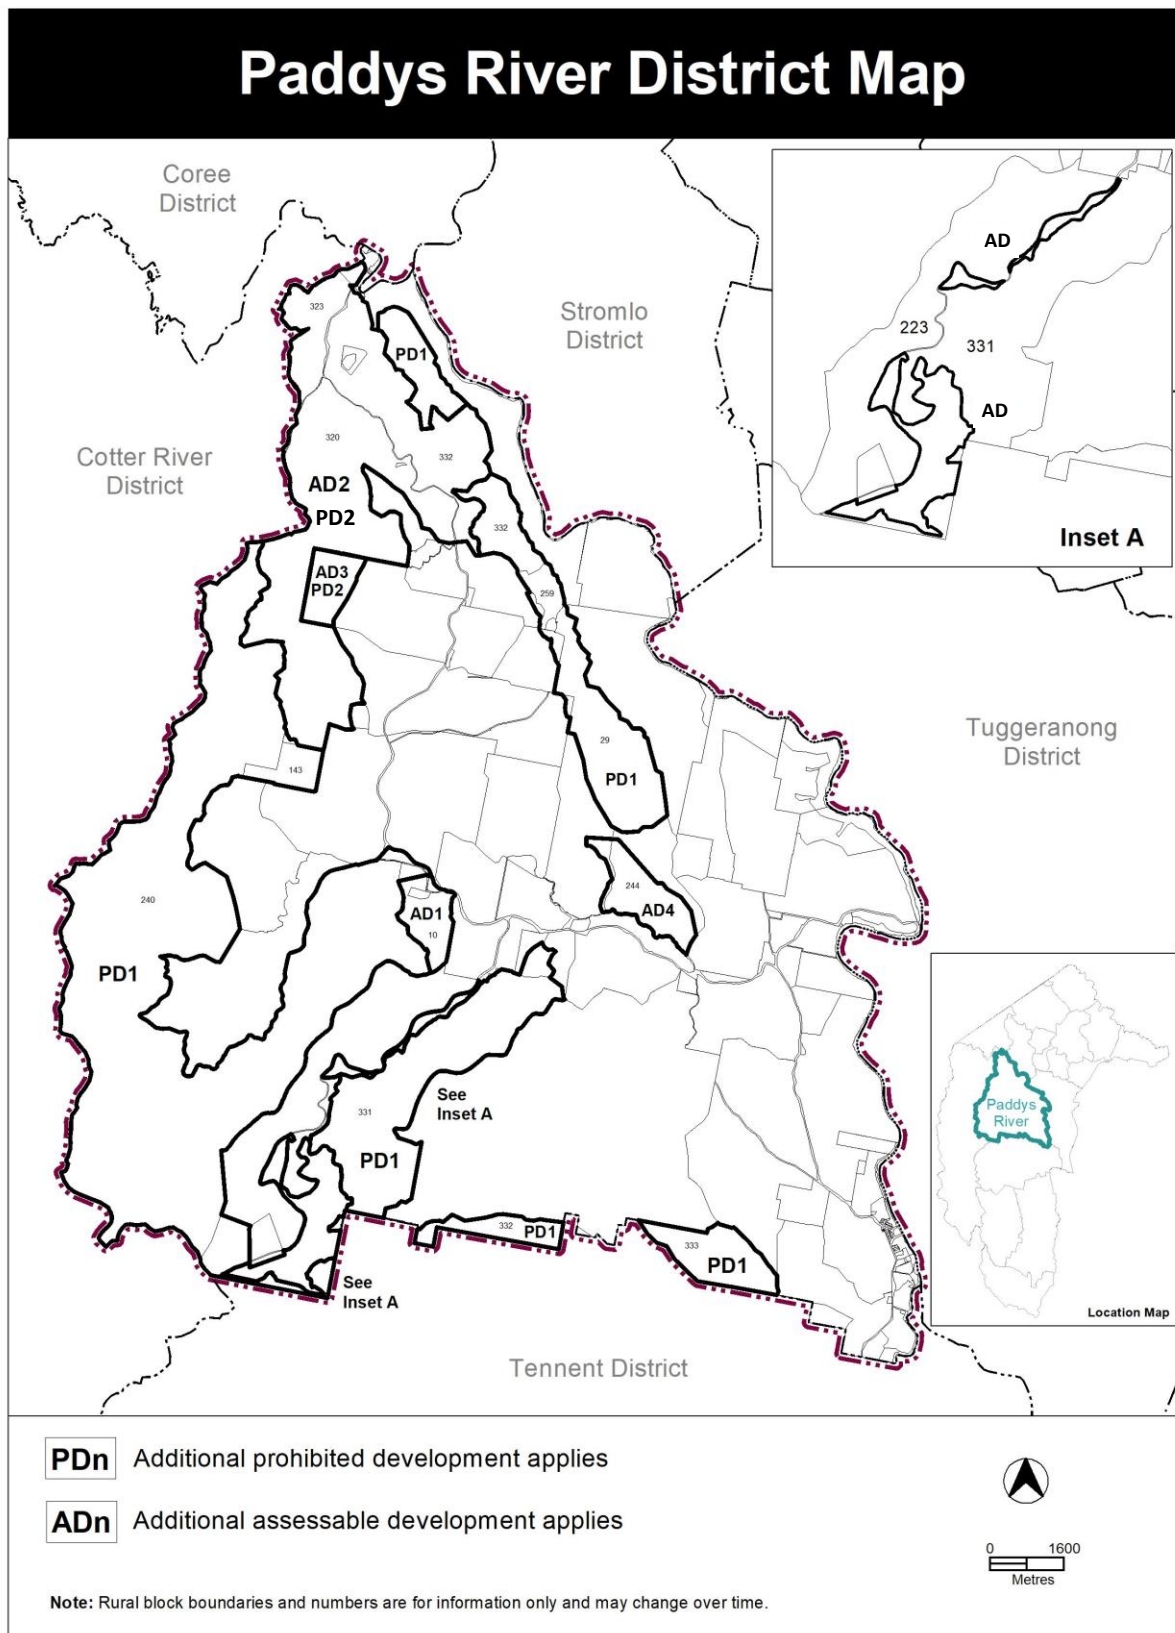 Paddys River District Map
Coree
District
Stromlo
District
Cotter River
District
Tuggeranong
District
Tennent District
323
PD1
320
332
AD2
PD2
332
AD3
PD2
259
29
PD1
143
240
PD1
AD1
10
244
AD4
331
See
Inset A
PD1
332
PD1
333
PD1
See
Inset A
AD
223
331
AD
Inset A
Paddys
River
Location Map
PDn Additional prohibited development applies
ADn Additional assessable development applies
0 1600
Metres
Note: Rural block boundaries and numbers are for information only and may change over time.